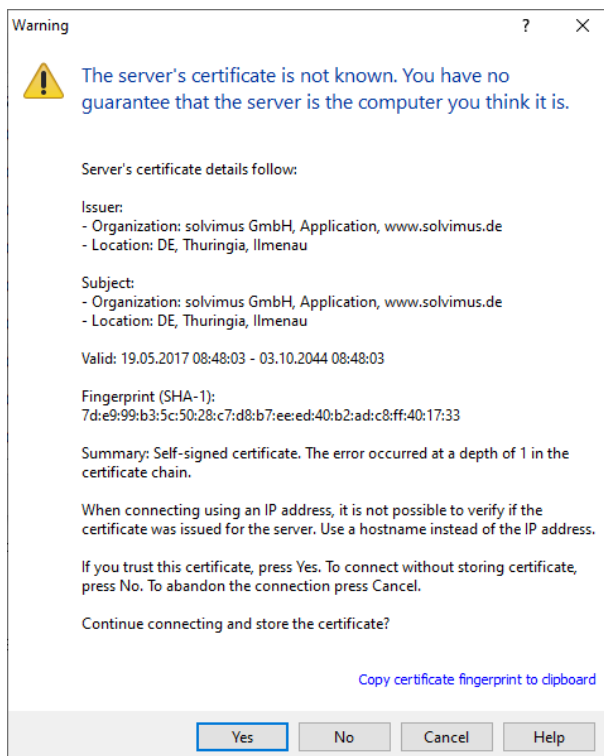 Warning
?
The server's certificate is not known. You have no
guarantee that the server is the computer you think it is.
Server's certificate details follow:
Issuer:
- Organization: solvimus GmbH, Application, www.solvimus.de
- Location: DE, Thuringia, Ilmenau
Subject:
- Organization: solvimus GmbH, Application, www.solvimus.de
- Location: DE, Thuringia, Ilmenau
Valid: 19.05.2017 08:48:03 - 03.10.2044 08:48:03
Fingerprint (SHA-1):
7d:e9:99:b3:5c:50:28:c7:d8:b7:ee:ed:40:b2:ad:c8:ff:40:17:33
Summary: Self-signed certificate. The error occurred at a depth of 1 in the
certificate chain.
When connecting using an IP address, it is not possible to verify if the
certificate was issued for the server. Use a hostname instead of the IP address.
If you trust this certificate, press Yes. To connect without storing certificate,
press No. To abandon the connection press Cancel.
Continue connecting and store the certificate?
Copy certificate fingerprint to clipboard
Yes
No
Cancel
Help